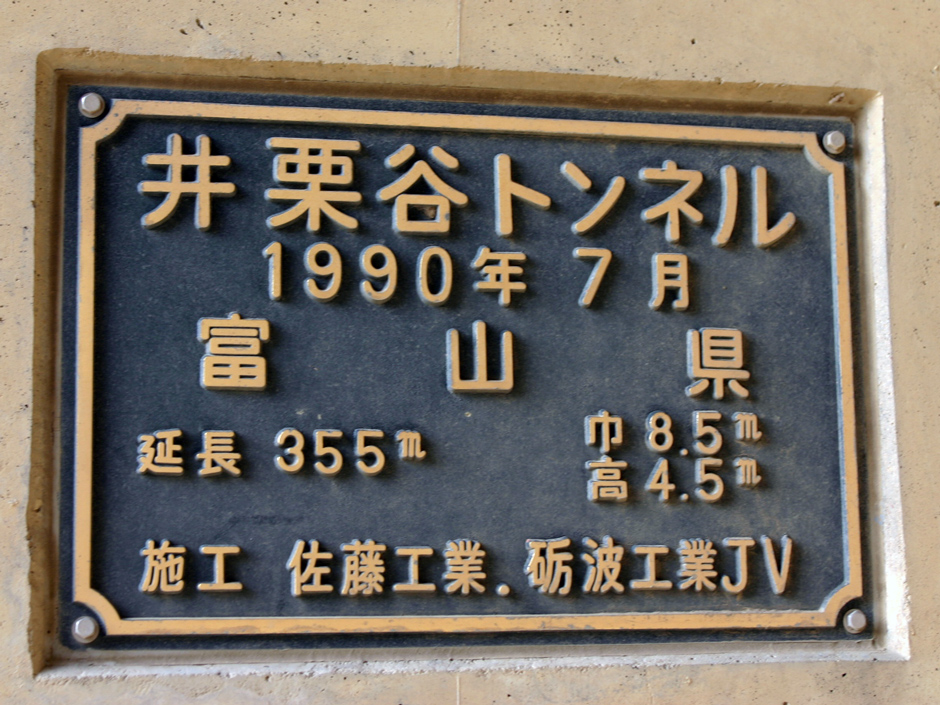 井栗谷トンネル
1990年 7月
富山県
延長 355m 巾 8.5m
高 4.5m
施工 佐藤工業.砺波工業JV